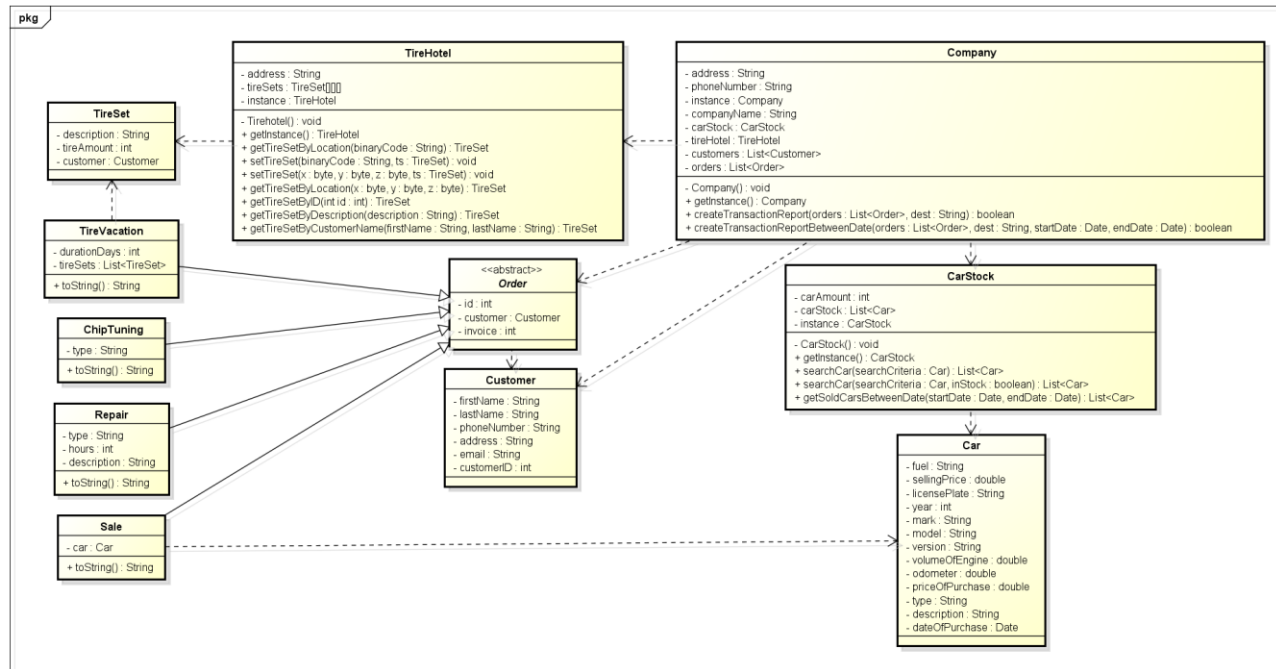 pkg
TireHotel
- address : String
- tireSets : TireSet[][][]
- instance : TireHotel
- Tirehotel() : void
+ getInstance() : TireHotel
+ getTireSetByLocation(binaryCode : String) : TireSet
+ setTireSet(binaryCode : String, ts : TireSet) : void
+ setTireSet(x : byte, y : byte, z : byte, ts : TireSet) : void
+ getTireSetByLocation(x : byte, y : byte, z : byte) : TireSet
+ getTireSetByID(int id : int) : TireSet
+ getTireSetByDescription(description : String) : TireSet
+ getTireSetByCustomerName(firstName : String, lastName : String) : TireSet
Company
- address : String
- phoneNumber : String
- instance : Company
- companyName : String
- carStock : CarStock
- tireHotel : TireHotel
- customers : List<Customer>
- orders : List<Order>
- Company() : void
+ getInstance() : Company
+ createTransactionReport(orders : List<Order>, dest : String) : boolean
+ createTransactionReportBetweenDate(orders : List<Order>, dest : String, startDate : Date, endDate : Date) : boolean
TireSet
- description : String
- tireAmount : int
- customer : Customer
TireVacation
- durationDays : int
- tireSets : List<TireSet>
+ toString() : String
<<abstract>>
Order
- id : int
- customer : Customer
- invoice : int
CarStock
- carAmount : int
- carStock : List<Car>
- instance : CarStock
- CarStock() : void
+ getInstance() : CarStock
+ searchCar(searchCriteria : Car) : List<Car>
+ searchCar(searchCriteria : Car, inStock : boolean) : List<Car>
+ getSoldCarsBetweenDate(startDate : Date, endDate : Date) : List<Car>
ChipTuning
- type : String
+ toString() : String
Customer
- firstName : String
- lastName : String
- phoneNumber : String
- address : String
- email : String
- customerID : int
Repair
- type : String
- hours : int
- description : String
+ toString() : String
Car
- fuel : String
- sellingPrice : double
- licensePlate : String
- year : int
- mark : String
- model : String
- version : String
- volumeOfEngine : double
- odometer : double
- priceOfPurchase : double
- type : String
- description : String
- dateOfPurchase : Date
Sale
- car : Car
+ toString() : String